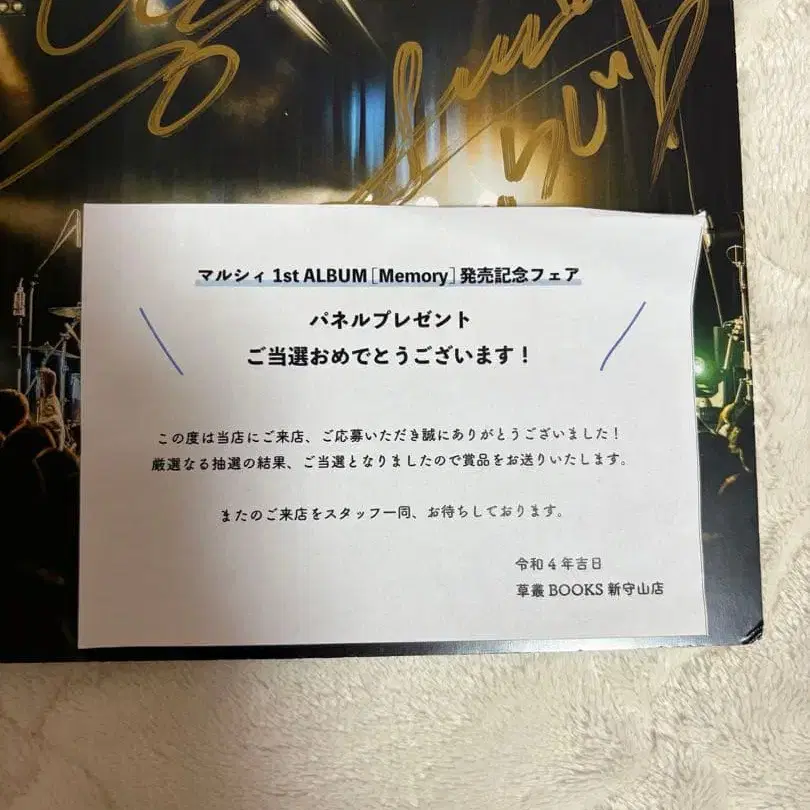 マルシィ 1st ALBUM［Memory］発売記念フェア
パネルプレゼント
ご当選おめでとうございます！
この度は当店にご来店、ご応募いただき誠にありがとうございました！
厳選なる抽選の結果、ご当選となりましたので賞品をお送りいたします。
またのご来店をスタッフ一同、お待ちしております。
令和4年吉日
草叢BOOKS 新守山店